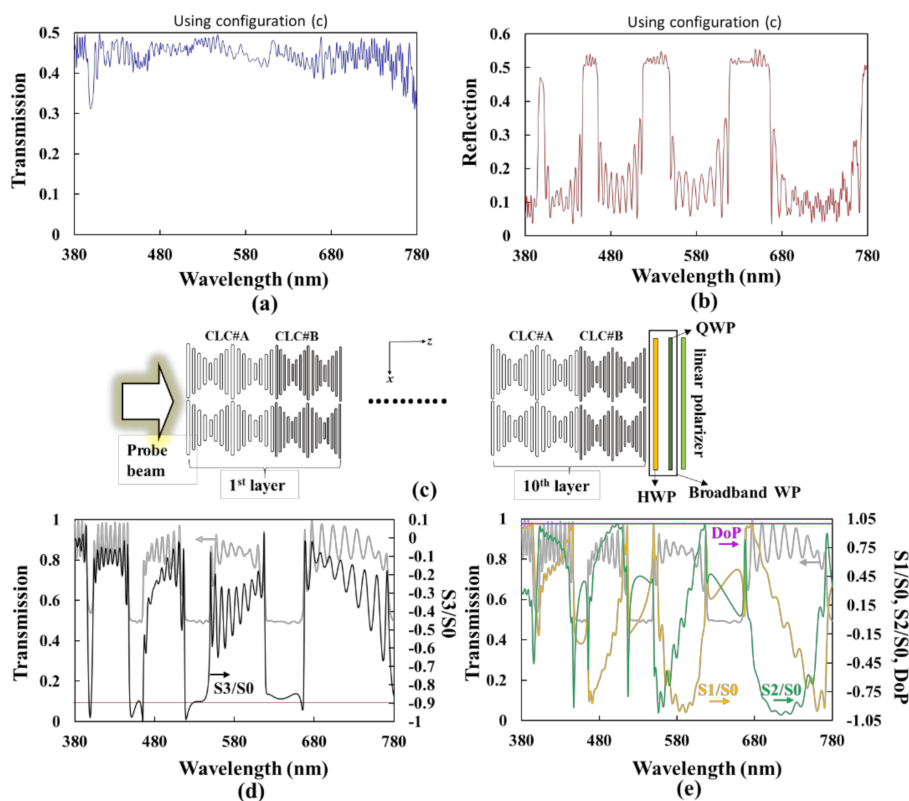 Using configuration (c)
0.5
0.4
0.3
0.2
0.1
0
Transmission
380 480 580 680 780
Wavelength (nm)
(a)
Using configuration (c)
0.6
0.5
0.4
0.3
0.2
0.1
0
Reflection
380 480 580 680 780
Wavelength (nm)
(b)
CLC#A CLC#B
z
x
CLC#A CLC#B
QWP
linear polarizer
Probe
beam
1st layer
(c)
10th layer
HWP
Broadband WP
1
0.8
0.6
0.4
0.2
0
Transmission
0.1
0
-0.1
-0.2
-0.3
-0.4
-0.5
-0.6
-0.7
-0.8
-0.9
-1
S3/S0
S3/S0
380 480 580 680 780
Wavelength (nm)
(d)
1
0.8
0.6
0.4
0.2
0
Transmission
DoP
1.05
0.75
0.45
0.15
-0.15
-0.45
-0.75
-1.05
S1/S0, S2/S0, DoP
S1/S0
S2/S0
380 480 580 680 780
Wavelength (nm)
(e)